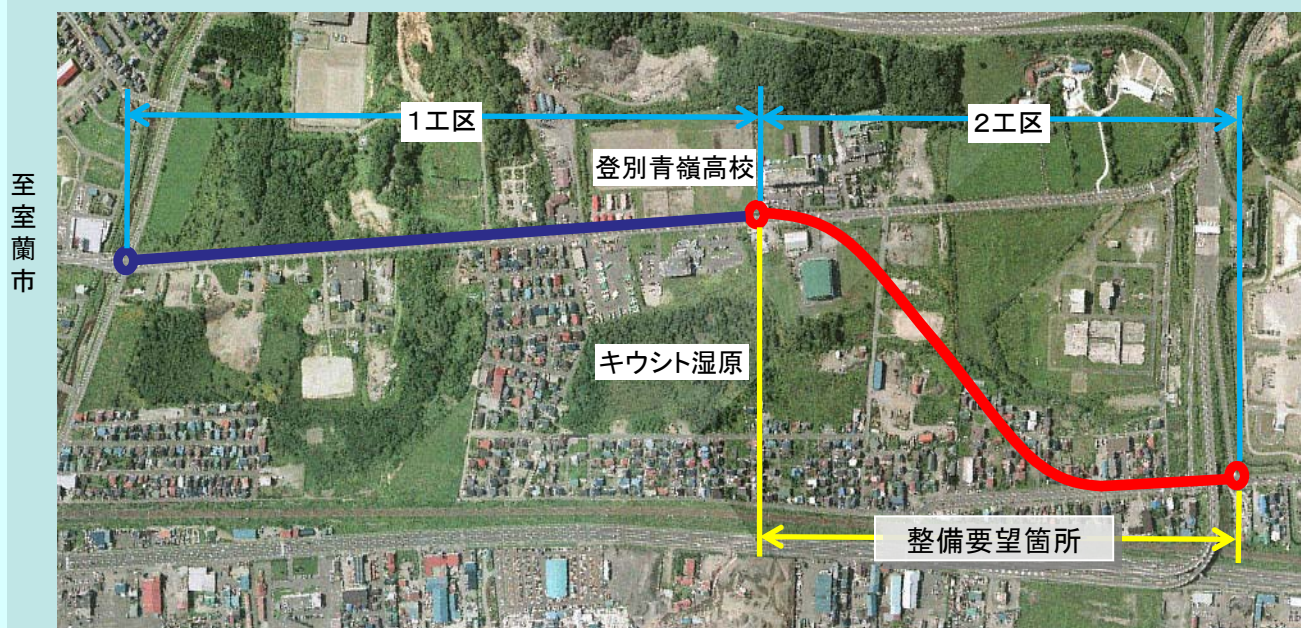 1工区
2工区
登別青嶺高校
至室蘭市
キウシト湿原
整備要望箇所